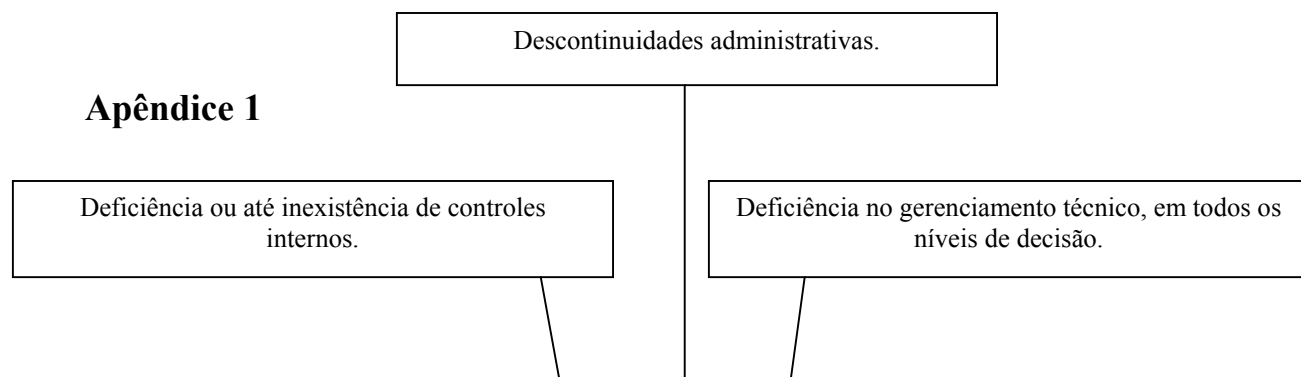 Descontinuidades administrativas.
Apêndice 1
Deficiência ou até inexistência de controles
internos.
Deficiência no gerenciamento técnico, em todos os
níveis de decisão.